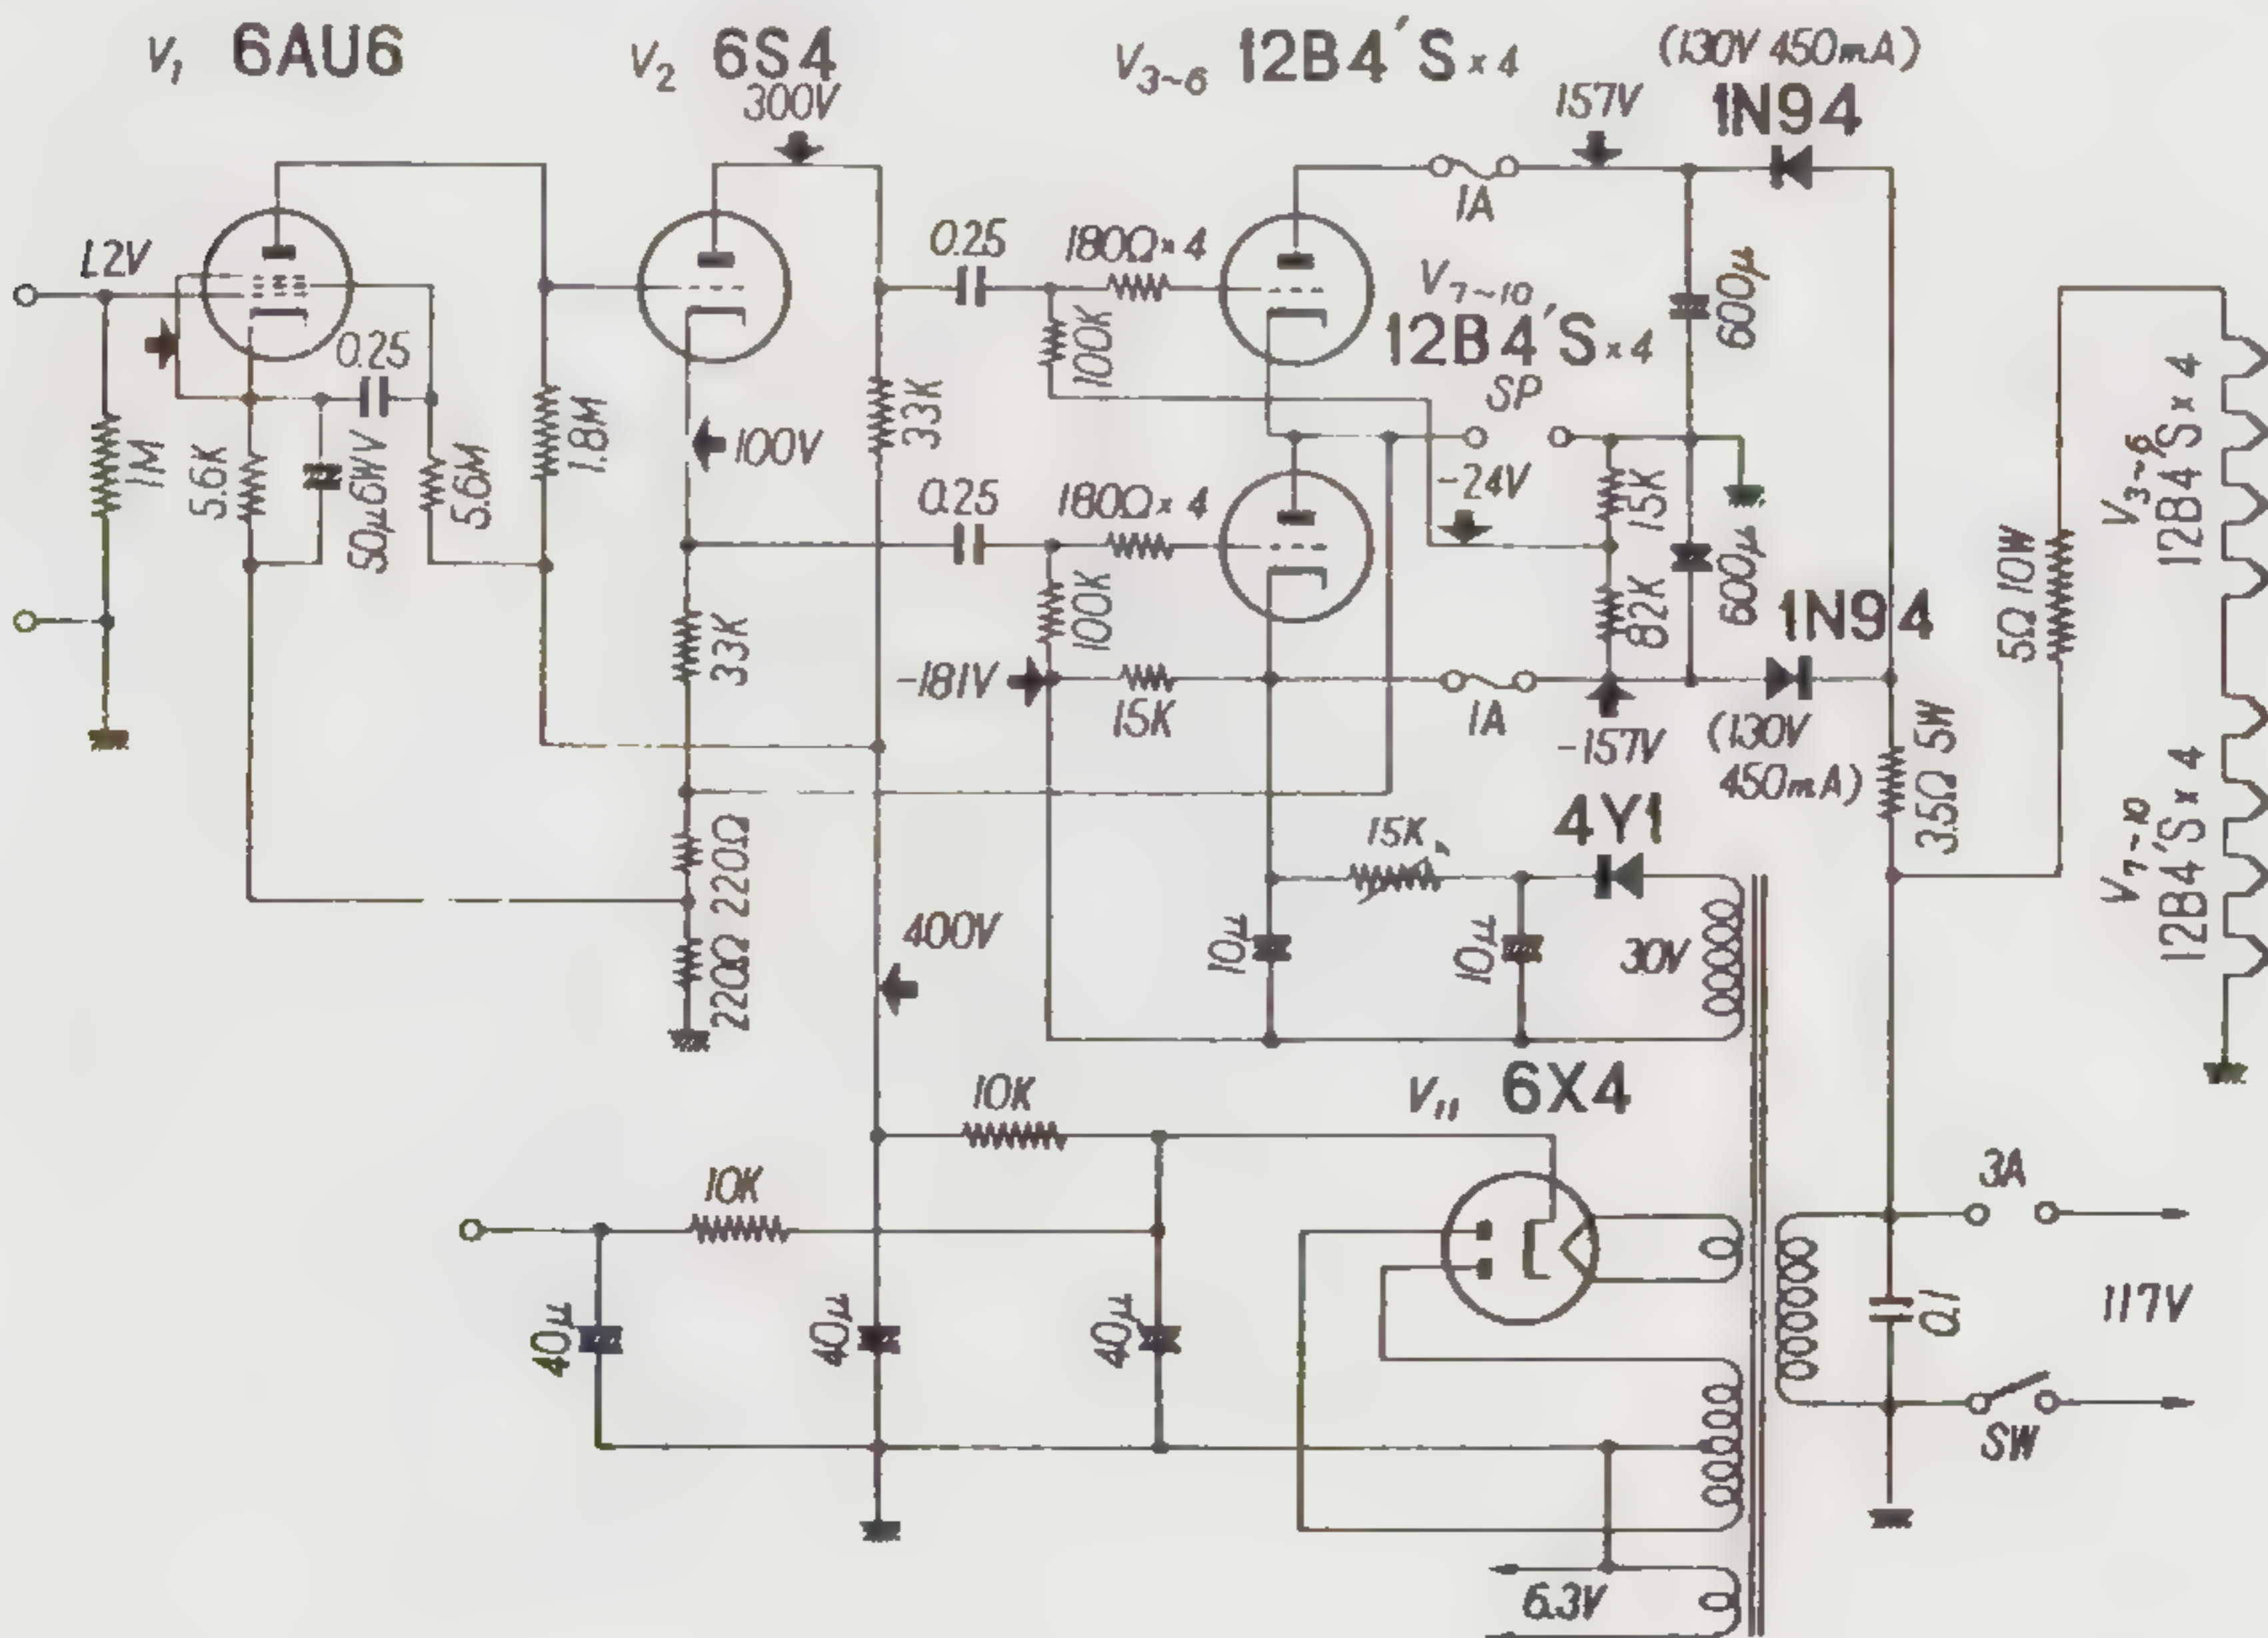 V₁ 6AU6
V₂ 6S4
300V
V₃~₆ 12B4'S×4
157V
(130V 450mA)
1N94
1.2V
0.25
180Ω×4
1A
V₇~₁₀
12B4'S×4
600μ
0.25
100K
SP
1M
5.6K
50μ6WV
5.6M
1.8M
100V
33K
0.25
180Ω×4
-24V
15K
33K
100K
82K
600μ
1N94
5Ω 10W
V₃~₆
12B4'S×4
-181V
15K
1A
-157V
(130V
450mA)
3.5Ω 5W
V₇~₁₀
12B4'S×4
220Ω
220Ω
15K
4Y1
400V
10μ
10μ
30V
10K
V₁₁ 6X4
10K
3A
40μ
40μ
40μ
0.1
117V
SW
6.3V